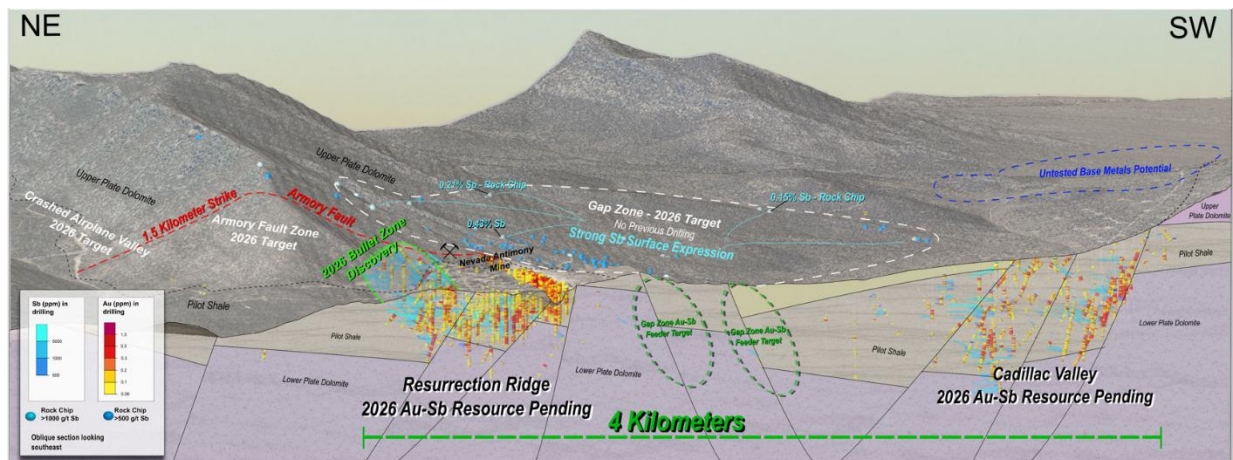 NE
SW
Upper Plate Dolomite
Upper Plate Dolomite
Crashed Airplane Valley
2026 Target
1.5 Kilometer Strike
Armory Fault
Armory Fault Zone
2026 Target
2026 Bullet Zone
Discovery
0.21% Sb - Rock Chip
0.15% Sb - Rock Chip
0.43% Sb
Gap Zone - 2026 Target
No Previous Drilling
Strong Sb Surface Expression
Nevada Antimony
Mine
Untested Base Metals Potential
Upper
Plate Dolomite
Pilot Shale
Pilot Shale
Pilot Shale
Pilot Shale
Lower Plate Dolomite
Lower Plate Dolomite
Lower Plate Dolomite
Gap Zone Au-Sb
Feeder Target
Gap Zone Au-Sb
Feeder Target
Resurrection Ridge
2026 Au-Sb Resource Pending
Cadillac Valley
2026 Au-Sb Resource Pending
4 Kilometers
Sb (ppm) in
drilling
1000
500
Au (ppm) in
drilling
0.5
0.3
0.2
0.1
Rock Chip
>1000 g/t Sb
Rock Chip
>500 g/t Sb
Oblique section looking
southeast